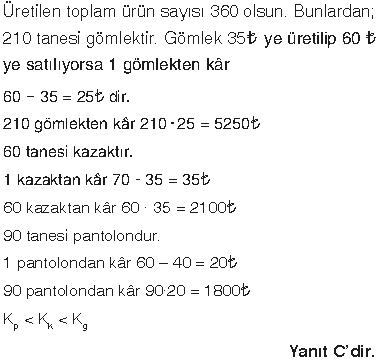 Üretilen toplam ürün sayısı 360 olsun. Bunlardan;
210 tanesi gömlektir. Gömlek 35₺ ye üretilip 60 ₺
ye satılıyorsa 1 gömlekten kâr
60 – 35 = 25₺ dir.
210 gömlekten kâr 210 · 25 = 5250₺
60 tanesi kazaktır.
1 kazaktan kâr 70 - 35 = 35₺
60 kazaktan kâr 60 · 35 = 2100₺
90 tanesi pantolondur.
1 pantolondan kâr 60 – 40 = 20₺
90 pantolondan kâr 90·20 = 1800₺
Kₚ < Kₖ < K_g
Yanıt C’dir.